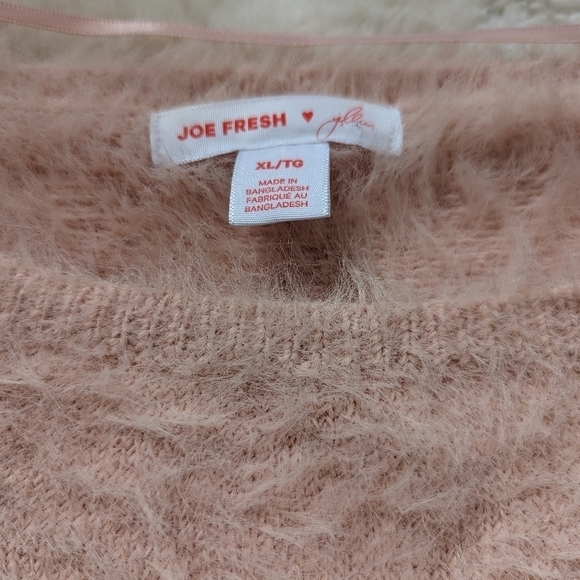 JOE FRESH ♥
XL/TG
MADE IN
BANGLADESH
FABRIQUÉ AU
BANGLADESH